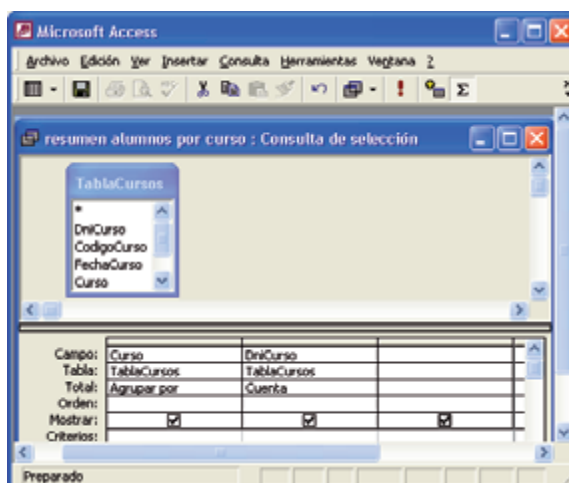 Microsoft Access
Archivo Edición Ver Insertar Consulta Herramientas Ventana ?
resumen alumnos por curso : Consulta de selección
TablaCursos
*
DniCurso
CodigoCurso
FechaCurso
Curso
Campo: Curso DniCurso
Tabla: TablaCursos TablaCursos
Total: Agrupar por Cuenta
Orden:
Mostrar:
Criterios:
Preparado